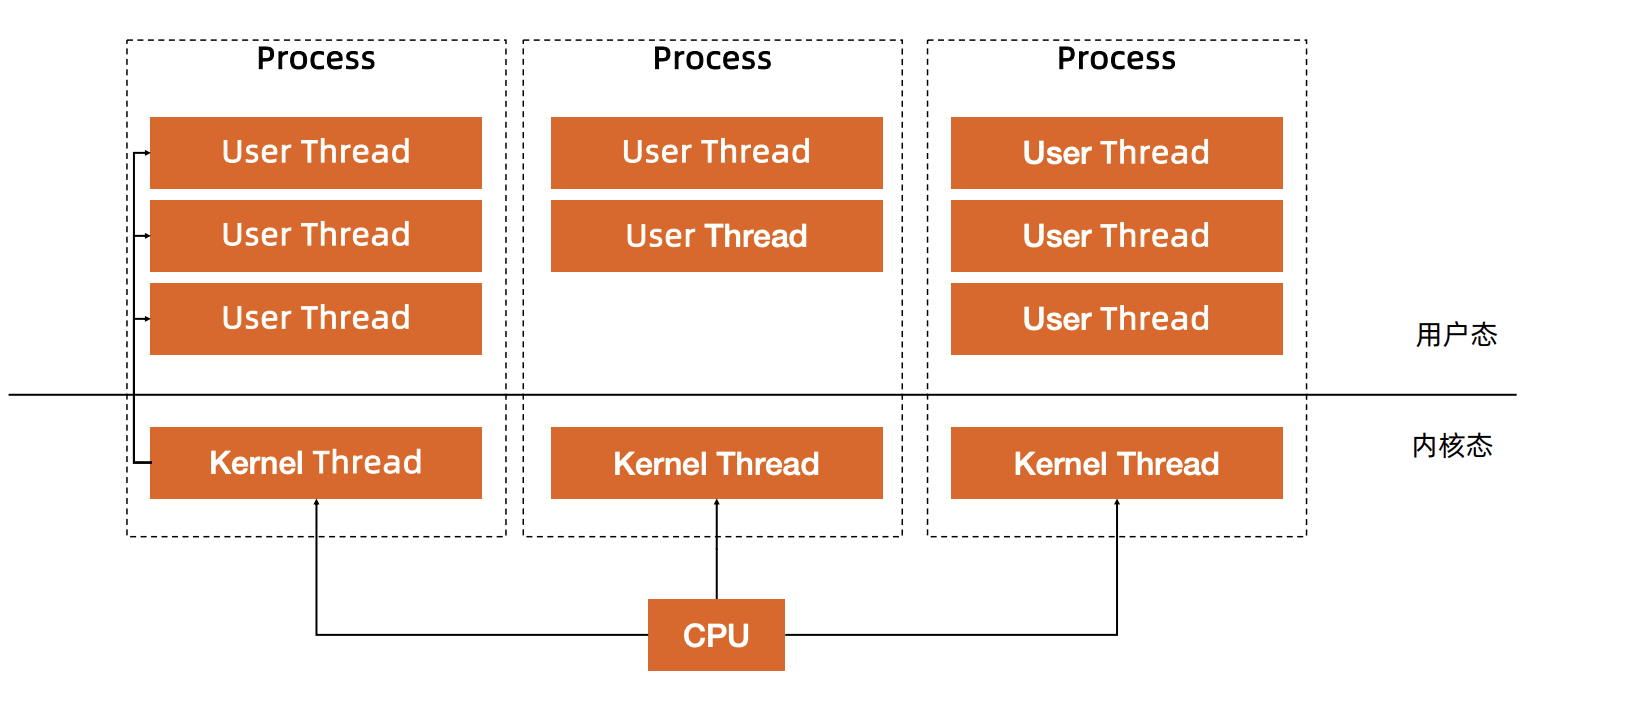 Process
Process
Process
User Thread
User Thread
User Thread
User Thread
User Thread
User Thread
User Thread
User Thread
用户态
内核态
Kernel Thread
Kernel Thread
Kernel Thread
CPU